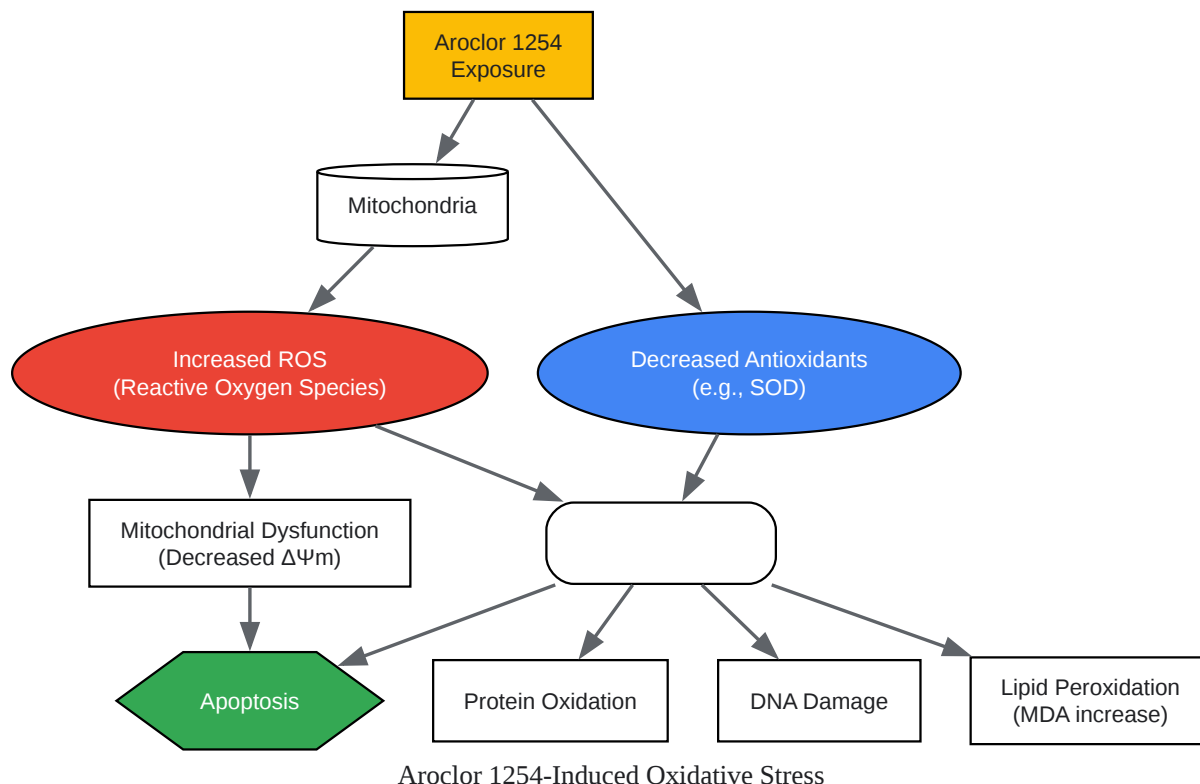 Aroclor 1254
Exposure
Mitochondria
Increased ROS
(Reactive Oxygen Species)
Decreased Antioxidants
(e.g., SOD)
Mitochondrial Dysfunction
(Decreased ΔΨm)
Apoptosis
Protein Oxidation
DNA Damage
Lipid Peroxidation
(MDA increase)
Aroclor 1254-Induced Oxidative Stress